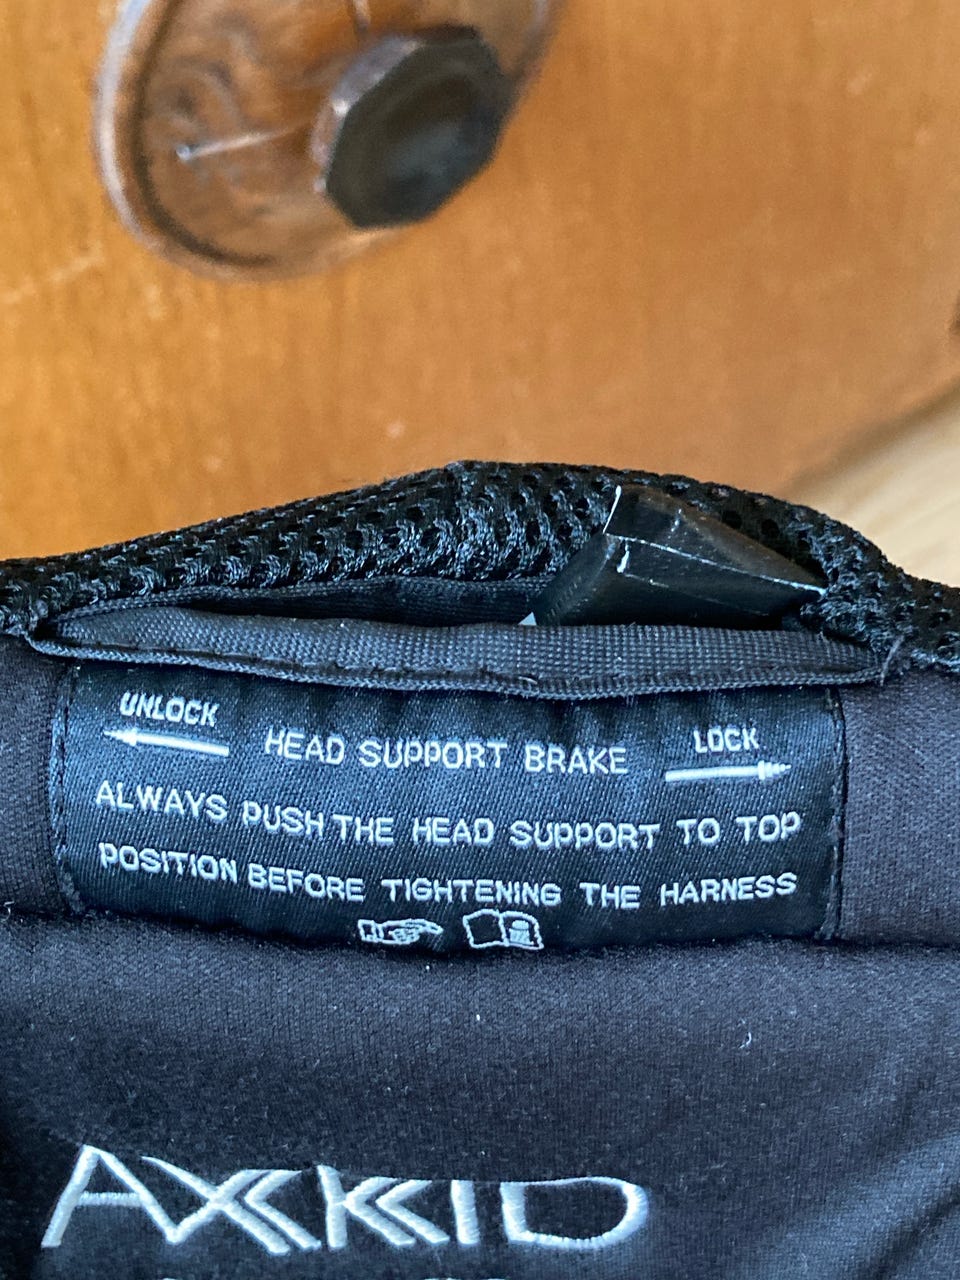 UNLOCK
HEAD SUPPORT BRAKE
LOCK
ALWAYS PUSH THE HEAD SUPPORT TO TOP
POSITION BEFORE TIGHTENING THE HARNESS
AXKID